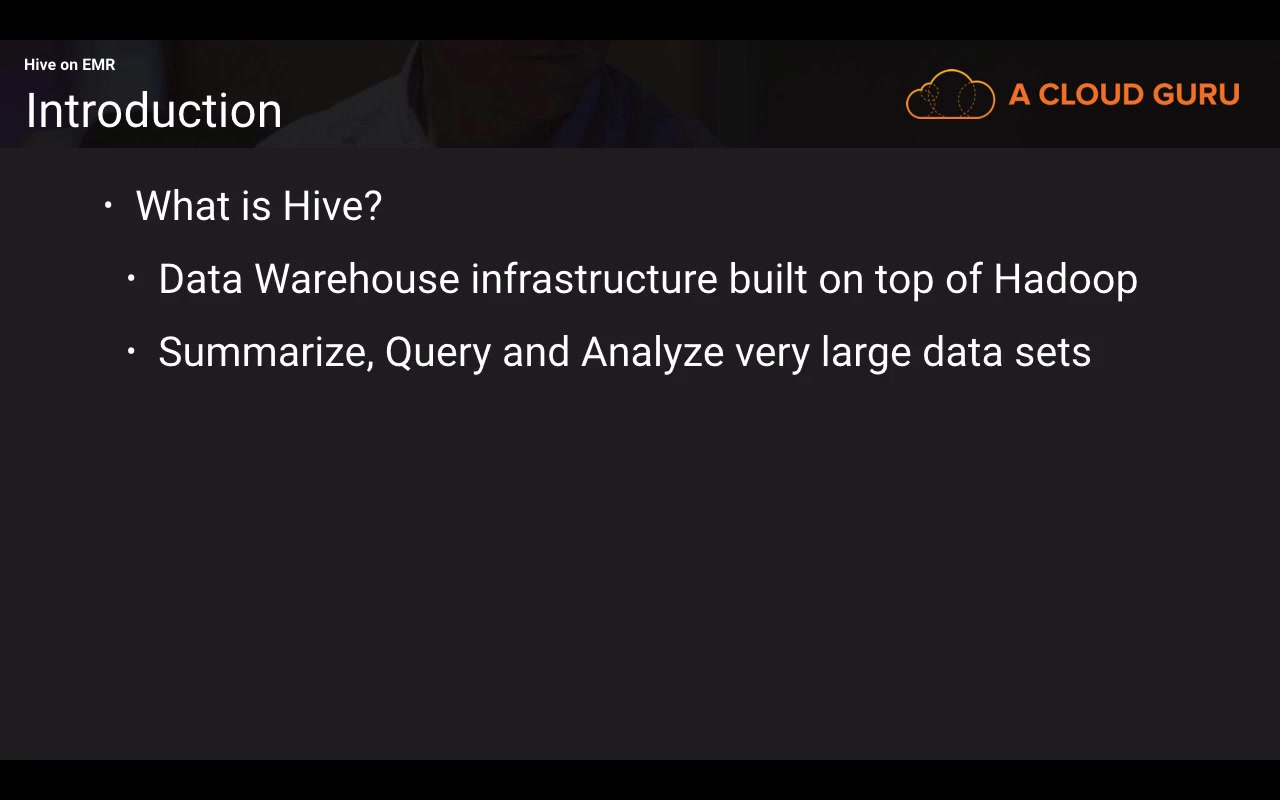 Hive on EMR
Introduction
A CLOUD GURU
• What is Hive?
• Data Warehouse infrastructure built on top of Hadoop
• Summarize, Query and Analyze very large data sets